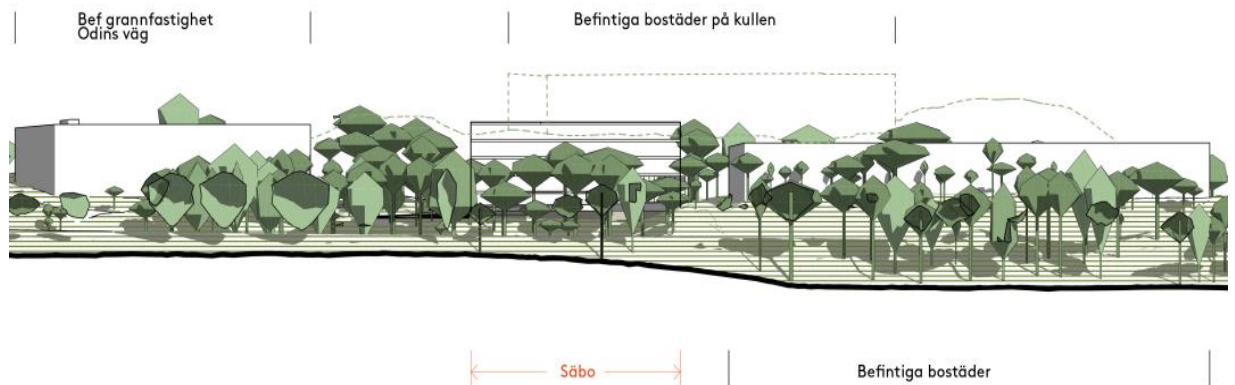 Bef grannfastighet
Odins väg
Befintiga bostäder på kullen
Säbo
Befintiga bostäder